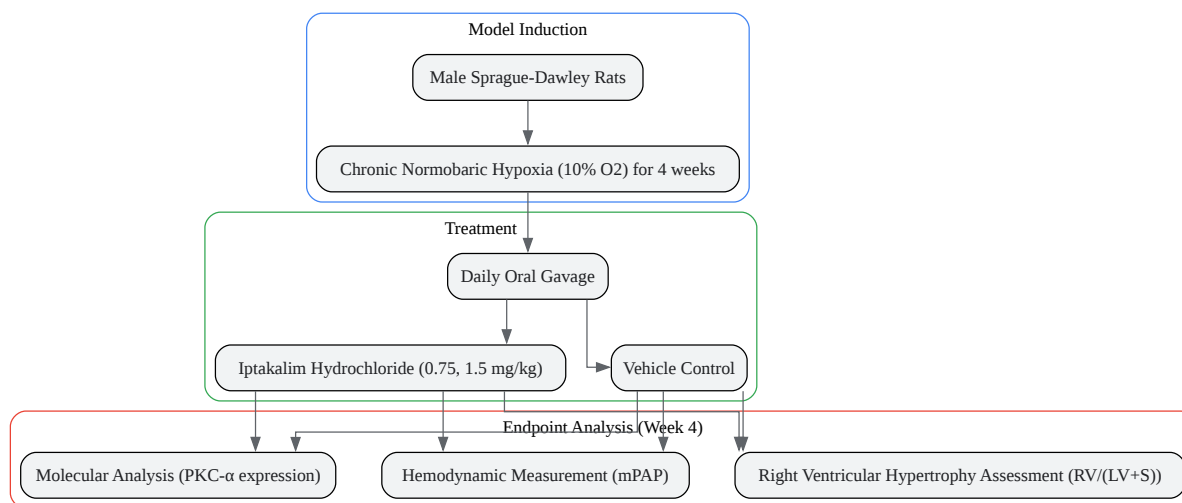 Model Induction
Male Sprague-Dawley Rats
Chronic Normobaric Hypoxia (10% O2) for 4 weeks
Treatment
Daily Oral Gavage
Iptakalim Hydrochloride (0.75, 1.5 mg/kg)
Vehicle Control
Endpoint Analysis (Week 4)
Molecular Analysis (PKC-α expression)
Hemodynamic Measurement (mPAP)
Right Ventricular Hypertrophy Assessment (RV/(LV+S))